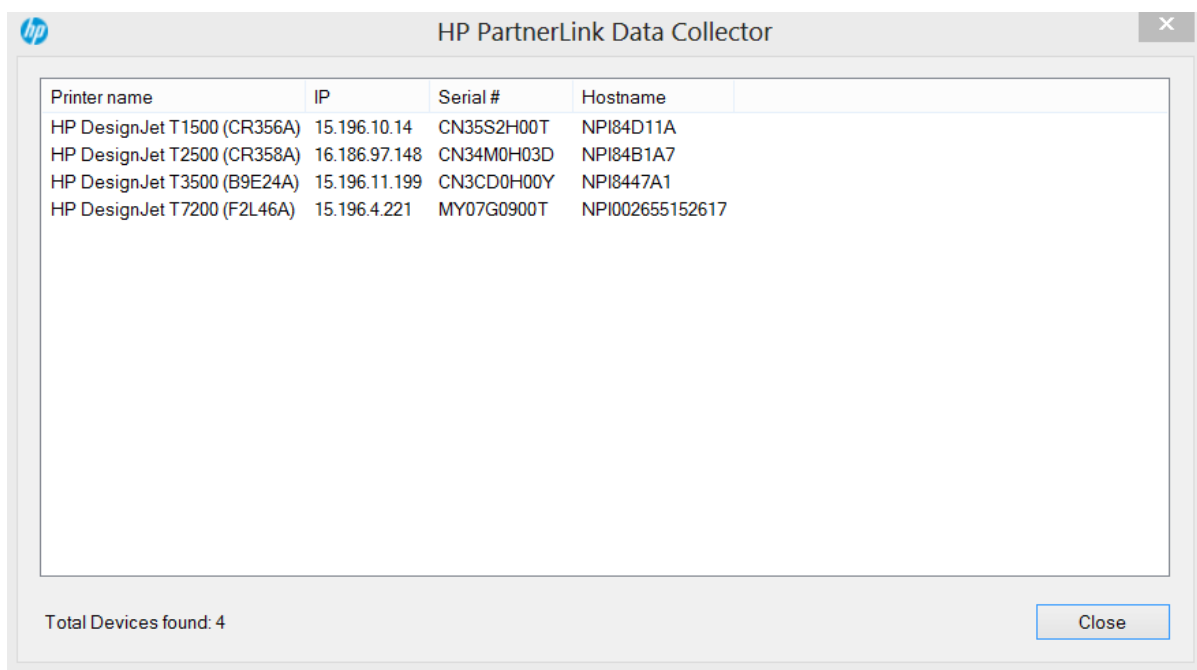 hp
HP PartnerLink Data Collector
Printer name IP Serial # Hostname
HP DesignJet T1500 (CR356A) 15.196.10.14 CN35S2H00T NPI84D11A
HP DesignJet T2500 (CR358A) 16.186.97.148 CN34M0H03D NPI84B1A7
HP DesignJet T3500 (B9E24A) 15.196.11.199 CN3CD0H00Y NPI8447A1
HP DesignJet T7200 (F2L46A) 15.196.4.221 MY07G0900T NPI002655152617
Total Devices found: 4
Close